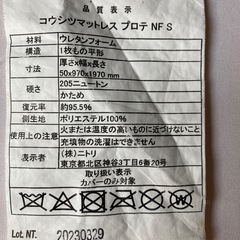 品質表示
コウシツマットレス プロテ NF S
材料 ウレタンフォーム
構造 1枚もの平形
寸法 厚さx幅x長さ
50x970x1970 mm
硬さ 205ニュートン
かため
復元率 約95.5%
側生地 ポリエステル100%
使用上の注意 火または温度の高いものに近づけないこと
充填物の洗濯はできません
表示者 (株)ニトリ
東京都北区神谷3丁目6番20号
取り扱い表示
カバーのみ対象
Lot NT. 20230329